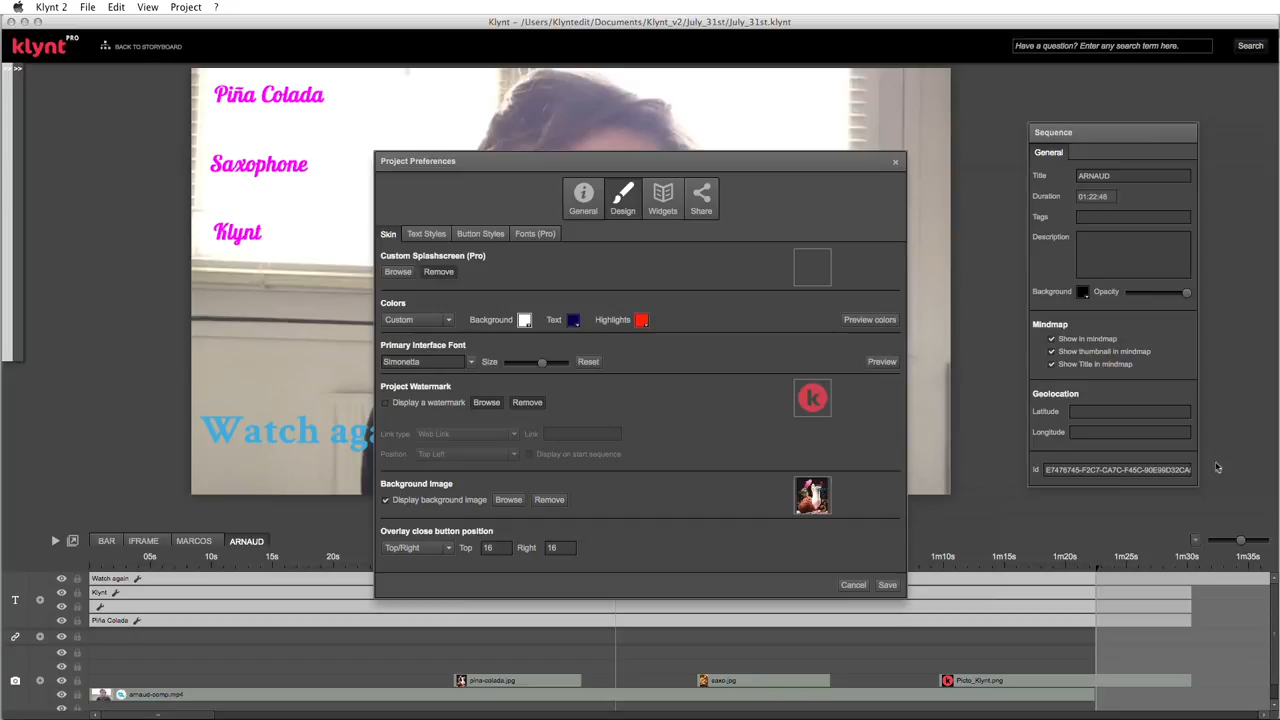 Klynt 2 File Edit View Project ?
Klynt – /Users/Klyntedit/Documents/Klynt_v2/July_31st/July_31st.klynt
klynt PRO BACK TO STORYBOARD Have a question? Enter any search term here. Search
>> >>
Piña Colada
Saxophone
Klynt
Watch aga
Project Preferences ×
General Design Widgets Share
Skin Text Styles Button Styles Fonts (Pro)
Custom Splashscreen (Pro)
Browse Remove
Colors
Custom Background Text Highlights Preview colors
Primary Interface Font
Simonetta Size Reset Preview
Project Watermark
Display a watermark Browse Remove
k
Link type Web Link Link
Position Top Left Display on start sequence
Background Image
Display background image Browse Remove
Overlay close button position
Top/Right Top 16 Right 16
Cancel Save
Sequence
General
Title ARNAUD
Duration 01:22:46
Tags
Description
Background Opacity
Mindmap
Show in mindmap
Show thumbnail in mindmap
Show Title in mindmap
Geolocation
Latitude
Longitude
Id E7476745-F2C7-CA7C-F45C-90E99D32CA
BAR IFRAME MARCOS ARNAUD
05s 10s 15s 20s 1m10s 1m15s 1m20s 1m25s 1m30s 1m35s
Watch again
T Klynt
Piña Colada
pina-colada.jpg saxo.jpg k Picto_Klynt.png
arnaud-comp.mp4